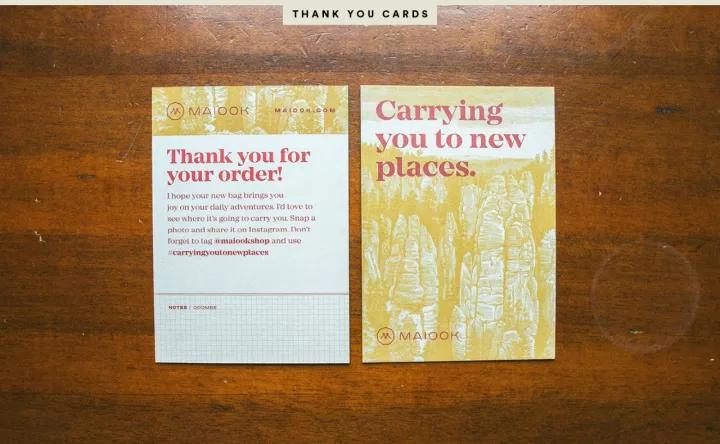 THANK YOU CARDS
MAIOOK
MAIOOK.COM
Thank you for
your order!
I hope your new bag brings you
joy on your daily adventures. I'd love to
see where it's going to carry you. Snap a
photo and share it on Instagram. Don't
forget to tag @maiookshop and use
#carryingyoutonewplaces
NOTES /
Carrying
you to new
places.
MAIOOK